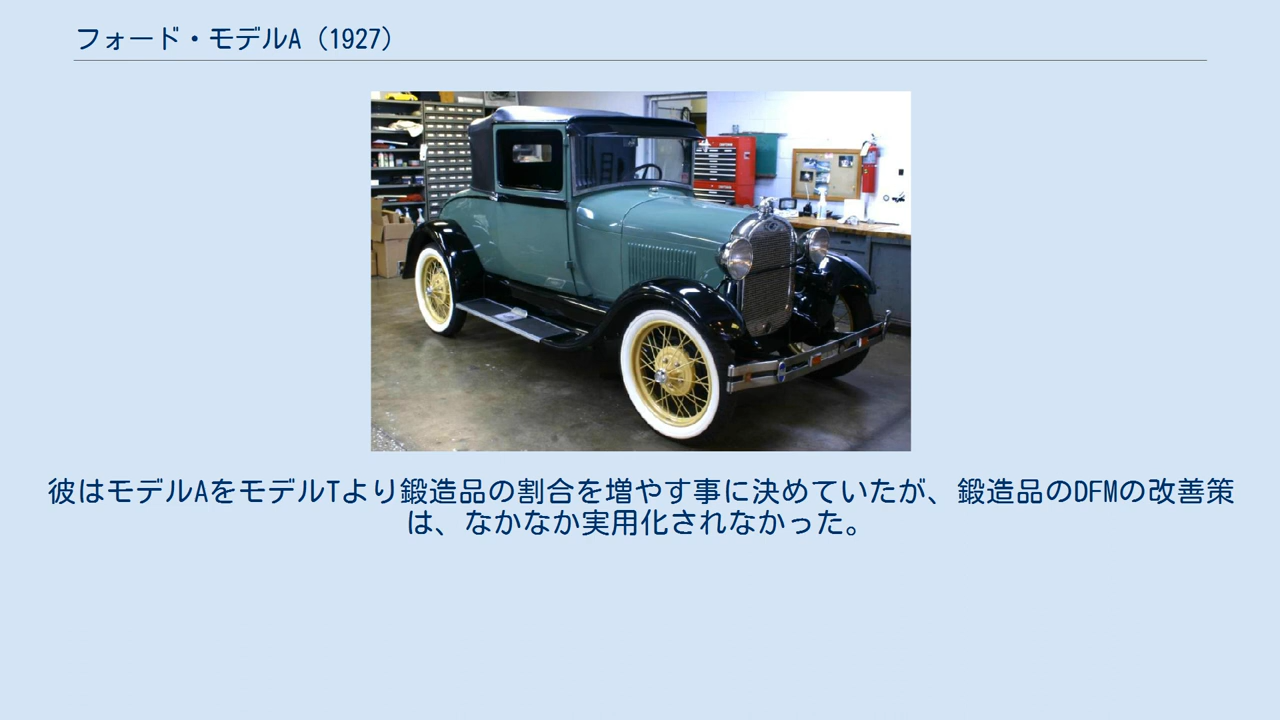 フォード・モデルA（1927）
彼はモデルAをモデルTより鍛造品の割合を増やす事に決めていたが、鍛造品のDFMの改善策
は、なかなか実用化されなかった。